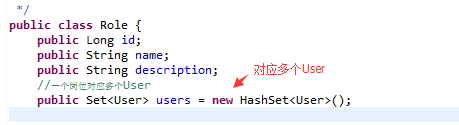 */
public class Role {
public Long id;
public String name;
public String description;
对应多个User
//一个岗位对应多个User
public Set<User> users = new HashSet<User>();